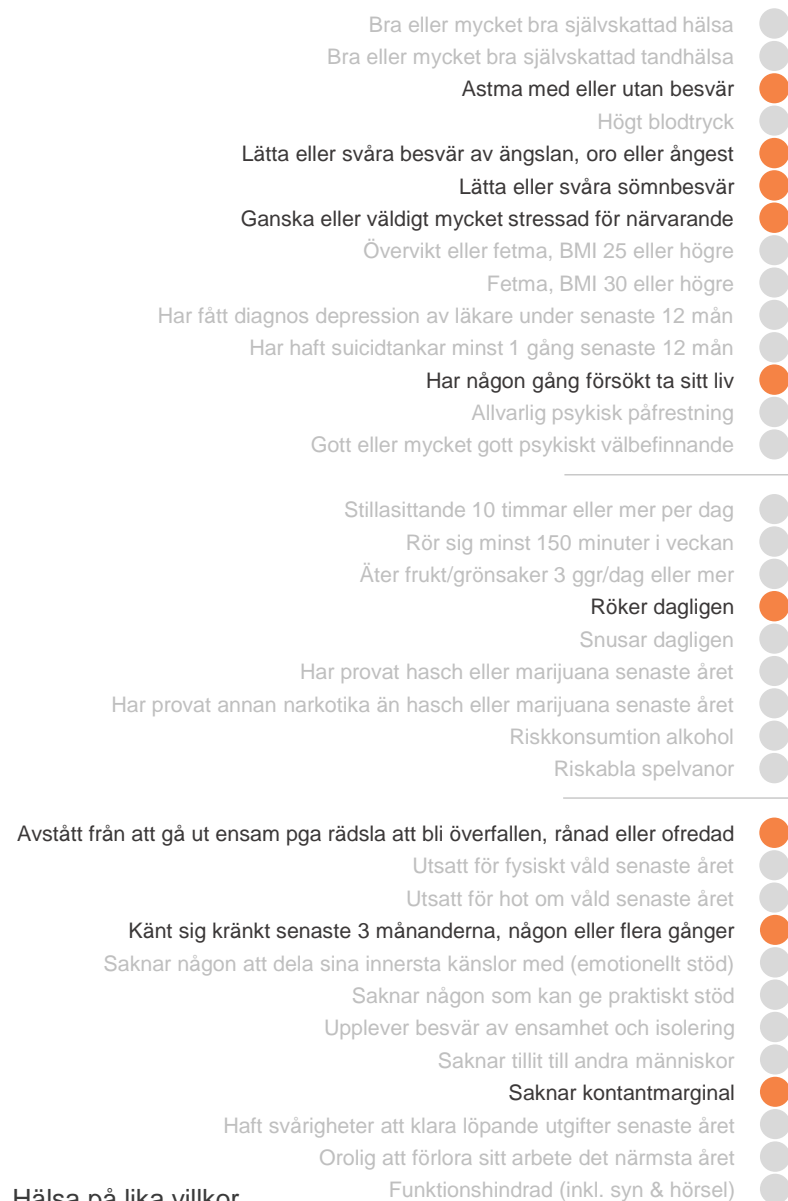 Bra eller mycket bra självskattad hälsa
Bra eller mycket bra självskattad tandhälsa
Astma med eller utan besvär
Högt blodtryck
Lätta eller svåra besvär av ängslan, oro eller ångest
Lätta eller svåra sömnbesvär
Ganska eller väldigt mycket stressad för närvarande
Övervikt eller fetma, BMI 25 eller högre
Fetma, BMI 30 eller högre
Har fått diagnos depression av läkare under senaste 12 mån
Har haft suicidtankar minst 1 gång senaste 12 mån
Har någon gång försökt ta sitt liv
Allvarlig psykisk påfrestning
Gott eller mycket gott psykiskt välbefinnande
Stillasittande 10 timmar eller mer per dag
Rör sig minst 150 minuter i veckan
Äter frukt/grönsaker 3 ggr/dag eller mer
Röker dagligen
Snusar dagligen
Har provat hasch eller marijuana senaste året
Har provat annan narkotika än hasch eller marijuana senaste året
Riskkonsumtion alkohol
Riskabla spelvanor
Avstått från att gå ut ensam pga rädsla att bli överfallen, rånad eller ofredad
Utsatt för fysiskt våld senaste året
Utsatt för hot om våld senaste året
Känt sig kränkt senaste 3 månanderna, någon eller flera gånger
Saknar någon att dela sina innersta känslor med (emotionellt stöd)
Saknar någon som kan ge praktiskt stöd
Upplever besvär av ensamhet och isolering
Saknar tillit till andra människor
Saknar kontantmarginal
Haft svårigheter att klara löpande utgifter senaste året
Orolig att förlora sitt arbete det närmsta året
Funktionshindrad (inkl. syn & hörsel)
Hälsa på lika villkor